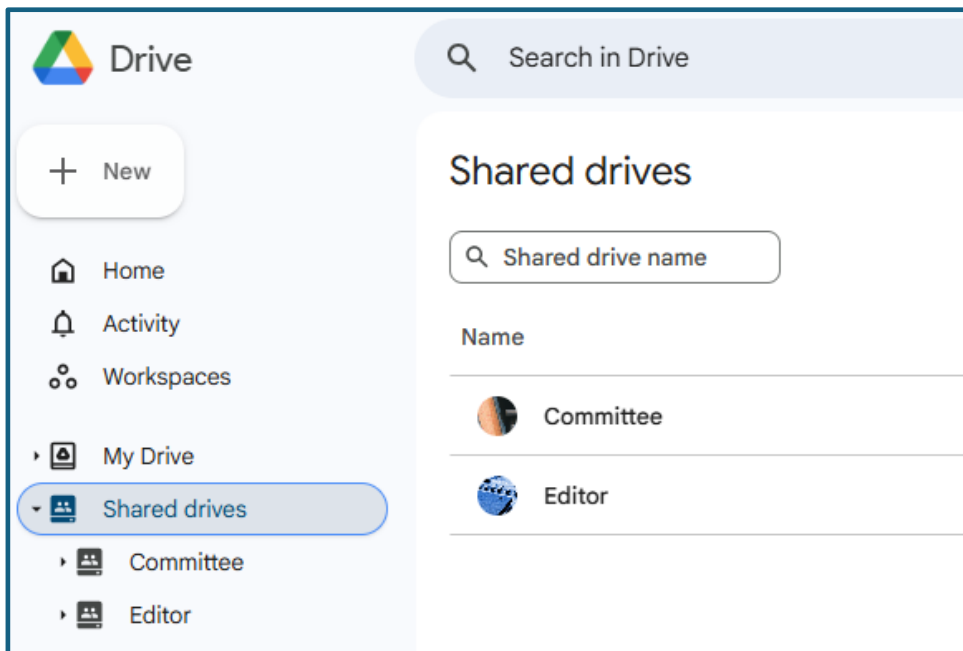 Drive
Search in Drive
New
Home
Activity
Workspaces
My Drive
Shared drives
Committee
Editor
Shared drives
Shared drive name
Name
Committee
Editor